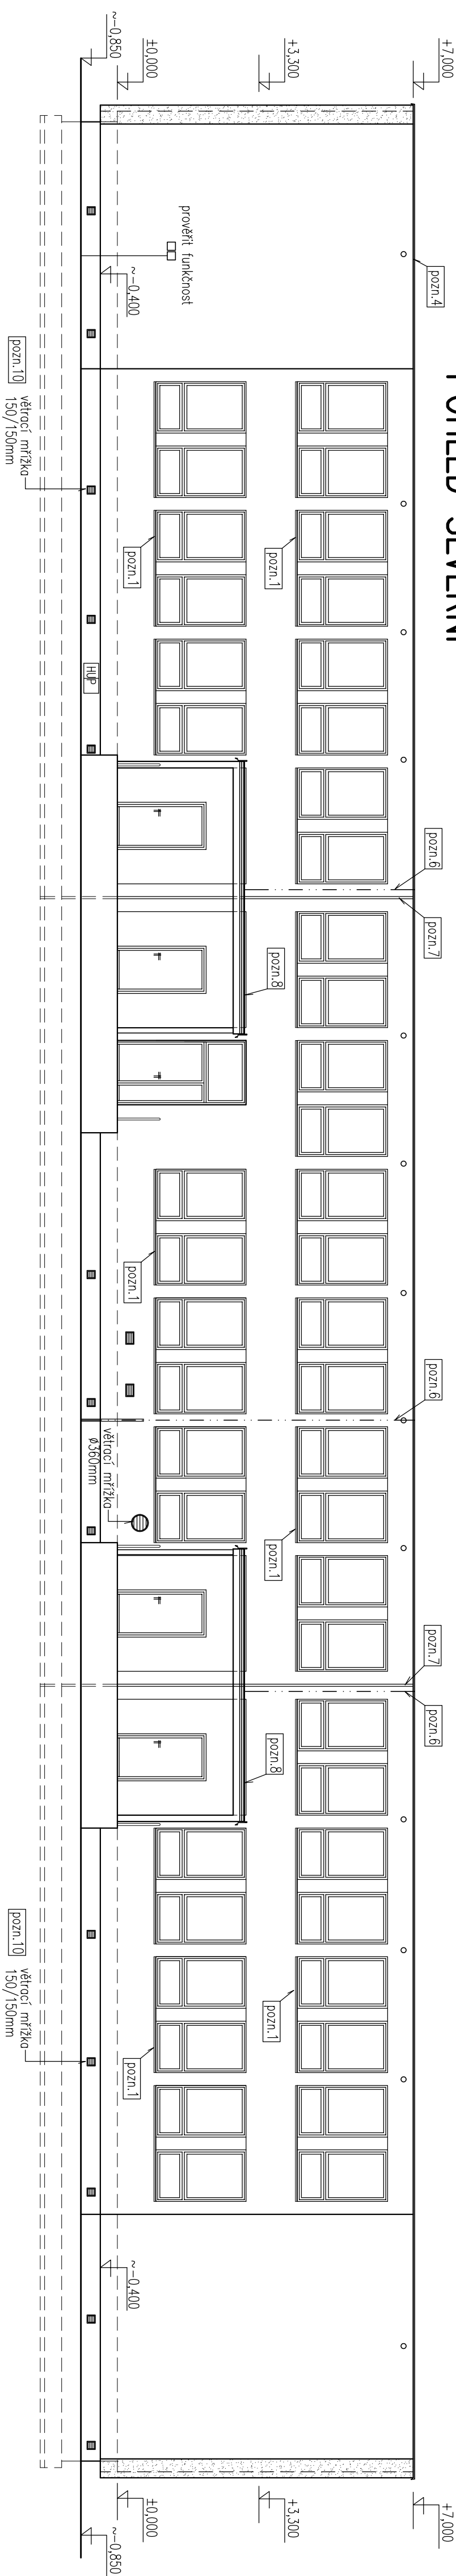 POHLED SEVERNÍ
+7,000
pozn.4
pozn.6
pozn.7
pozn.6
pozn.7
pozn.6
+7,000
+3,300
pozn.1
pozn.8
pozn.1
pozn.8
pozn.1
+3,300
prověřit funkčnost
±0,000
~-0,400
pozn.1
pozn.1
větrací mřížka
ø360mm
pozn.1
~-0,400
±0,000
~-0,850
HUP
~-0,850
pozn.10
větrací mřížka
150/150mm
pozn.10
větrací mřížka
150/150mm